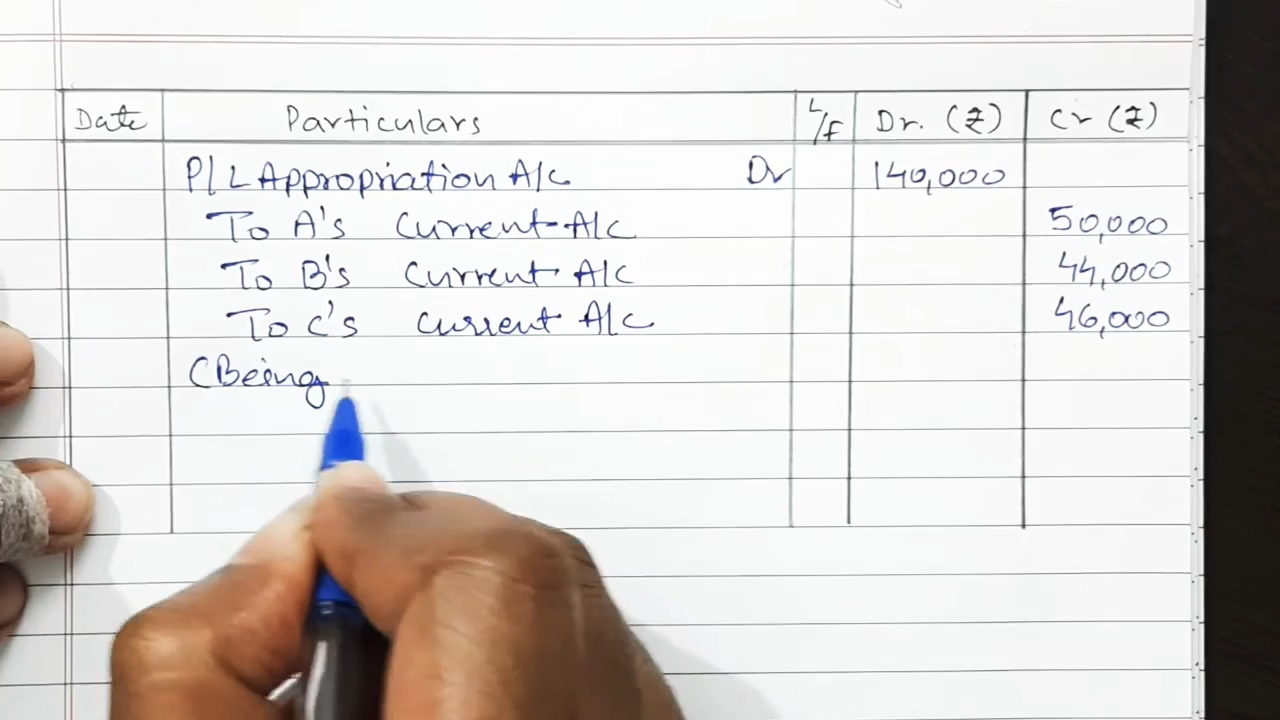 Date Particulars L/F Dr. (₹) Cr (₹)
P/L Appropriation A/c Dr 140,000
To A's Current A/c 50,000
To B's Current A/c 44,000
To C's Current A/c 46,000
(Being